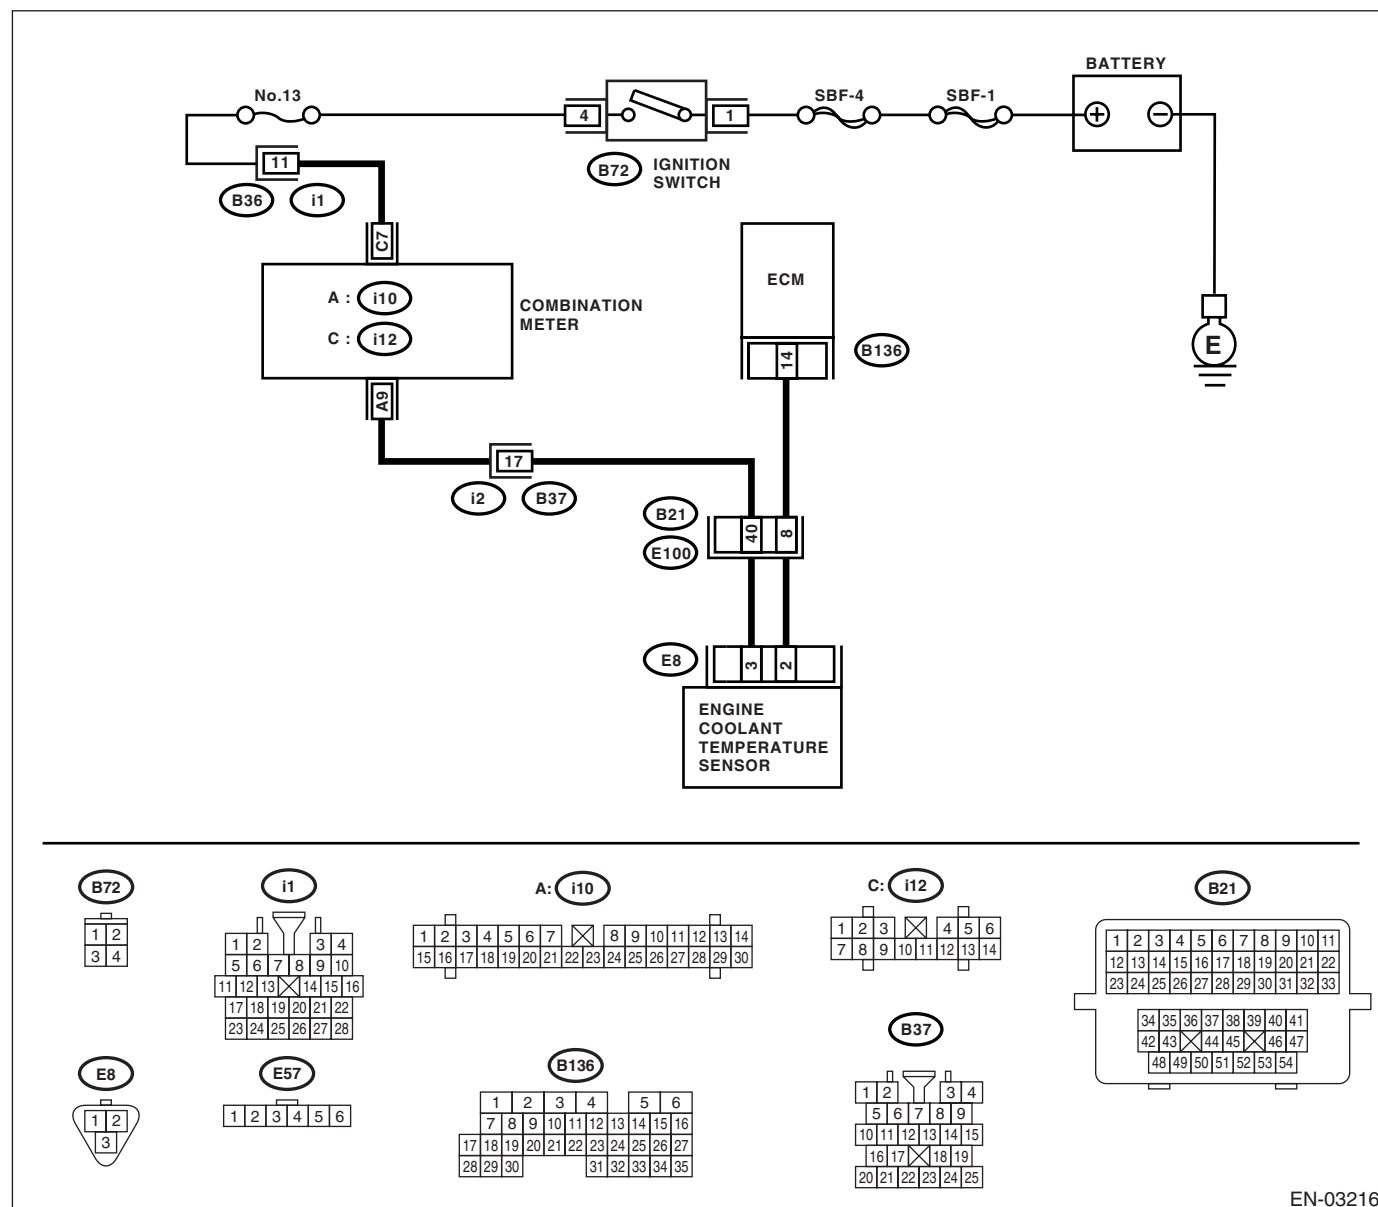 BATTERY
No.13
SBF-4
SBF-1
4
1
+
−
11
B72
IGNITION
SWITCH
B36
i1
C7
ECM
A :
i10
COMBINATION
METER
C :
i12
14
B136
E
A9
17
i2
B37
B21
40
8
E100
E8
3
2
ENGINE
COOLANT
TEMPERATURE
SENSOR
B72
1 2
3 4
i1
1 2 3 4
5 6 7 8 9 10
11 12 13 14 15 16
17 18 19 20 21 22
23 24 25 26 27 28
A: i10
1 2 3 4 5 6 7 8 9 10 11 12 13 14
15 16 17 18 19 20 21 22 23 24 25 26 27 28 29 30
C: i12
1 2 3 4 5 6
7 8 9 10 11 12 13 14
B21
1 2 3 4 5 6 7 8 9 10 11
12 13 14 15 16 17 18 19 20 21 22
23 24 25 26 27 28 29 30 31 32 33
34 35 36 37 38 39 40 41
42 43 44 45 46 47
48 49 50 51 52 53 54
E8
1 2
3
E57
1 2 3 4 5 6
B136
1 2 3 4 5 6
7 8 9 10 11 12 13 14 15 16
17 18 19 20 21 22 23 24 25 26 27
28 29 30 31 32 33 34 35
B37
1 2 3 4
5 6 7 8 9
10 11 12 13 14 15
16 17 18 19
20 21 22 23 24 25
EN-03216